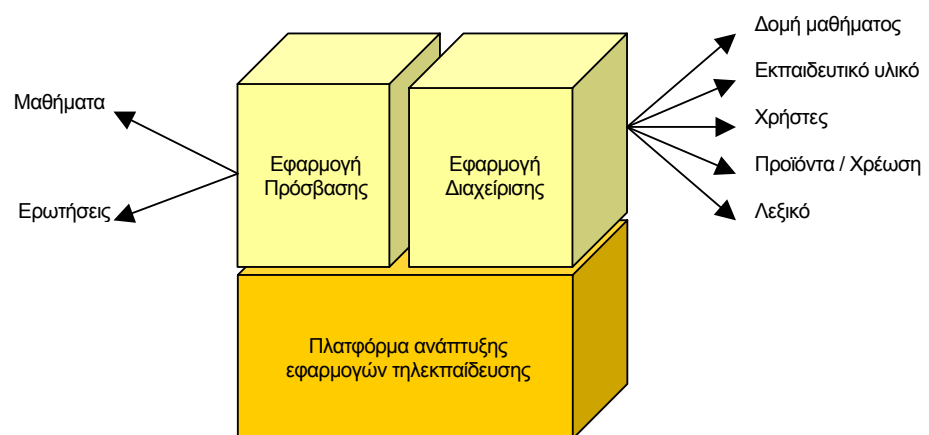 Μαθήματα
Ερωτήσεις
Εφαρμογή
Πρόσβασης
Εφαρμογή
Διαχείρισης
Δομή μαθήματος
Εκπαιδευτικό υλικό
Χρήστες
Προϊόντα / Χρέωση
Λεξικό
Πλατφόρμα ανάπτυξης
εφαρμογών τηλεκπαίδευσης